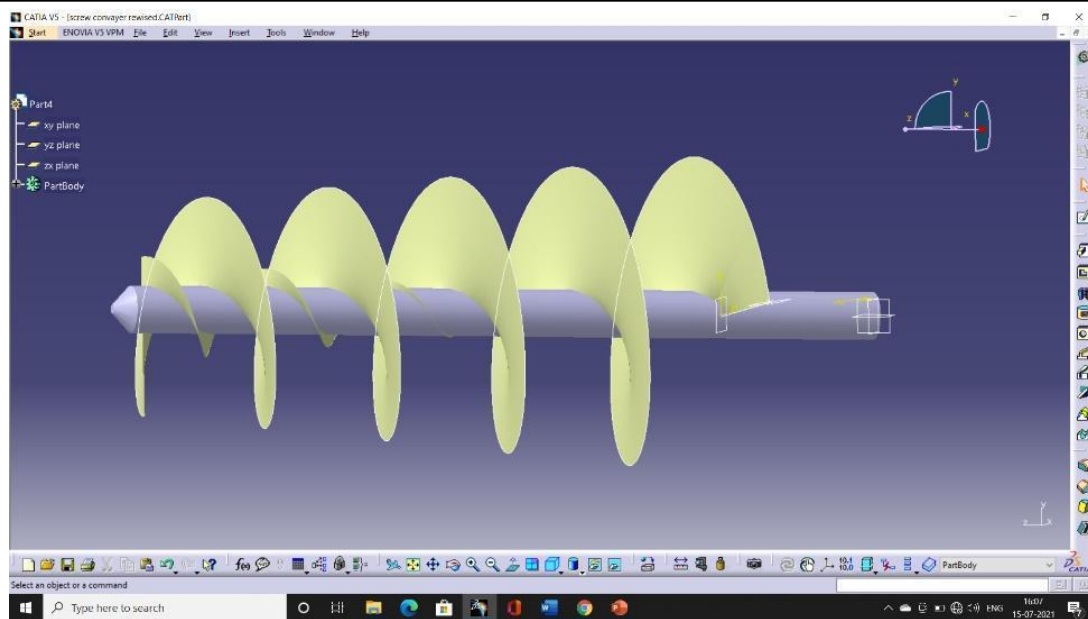 CATIA V5 - [screw convayer rewised.CATPart]
Start ENOVIA V5 VPM File Edit View Insert Tools Window Help
Part4
xy plane
yz plane
zx plane
PartBody
y
z x
y
z x
PartBody
Select an object or a command
Type here to search
ENG
16:07
15-07-2021